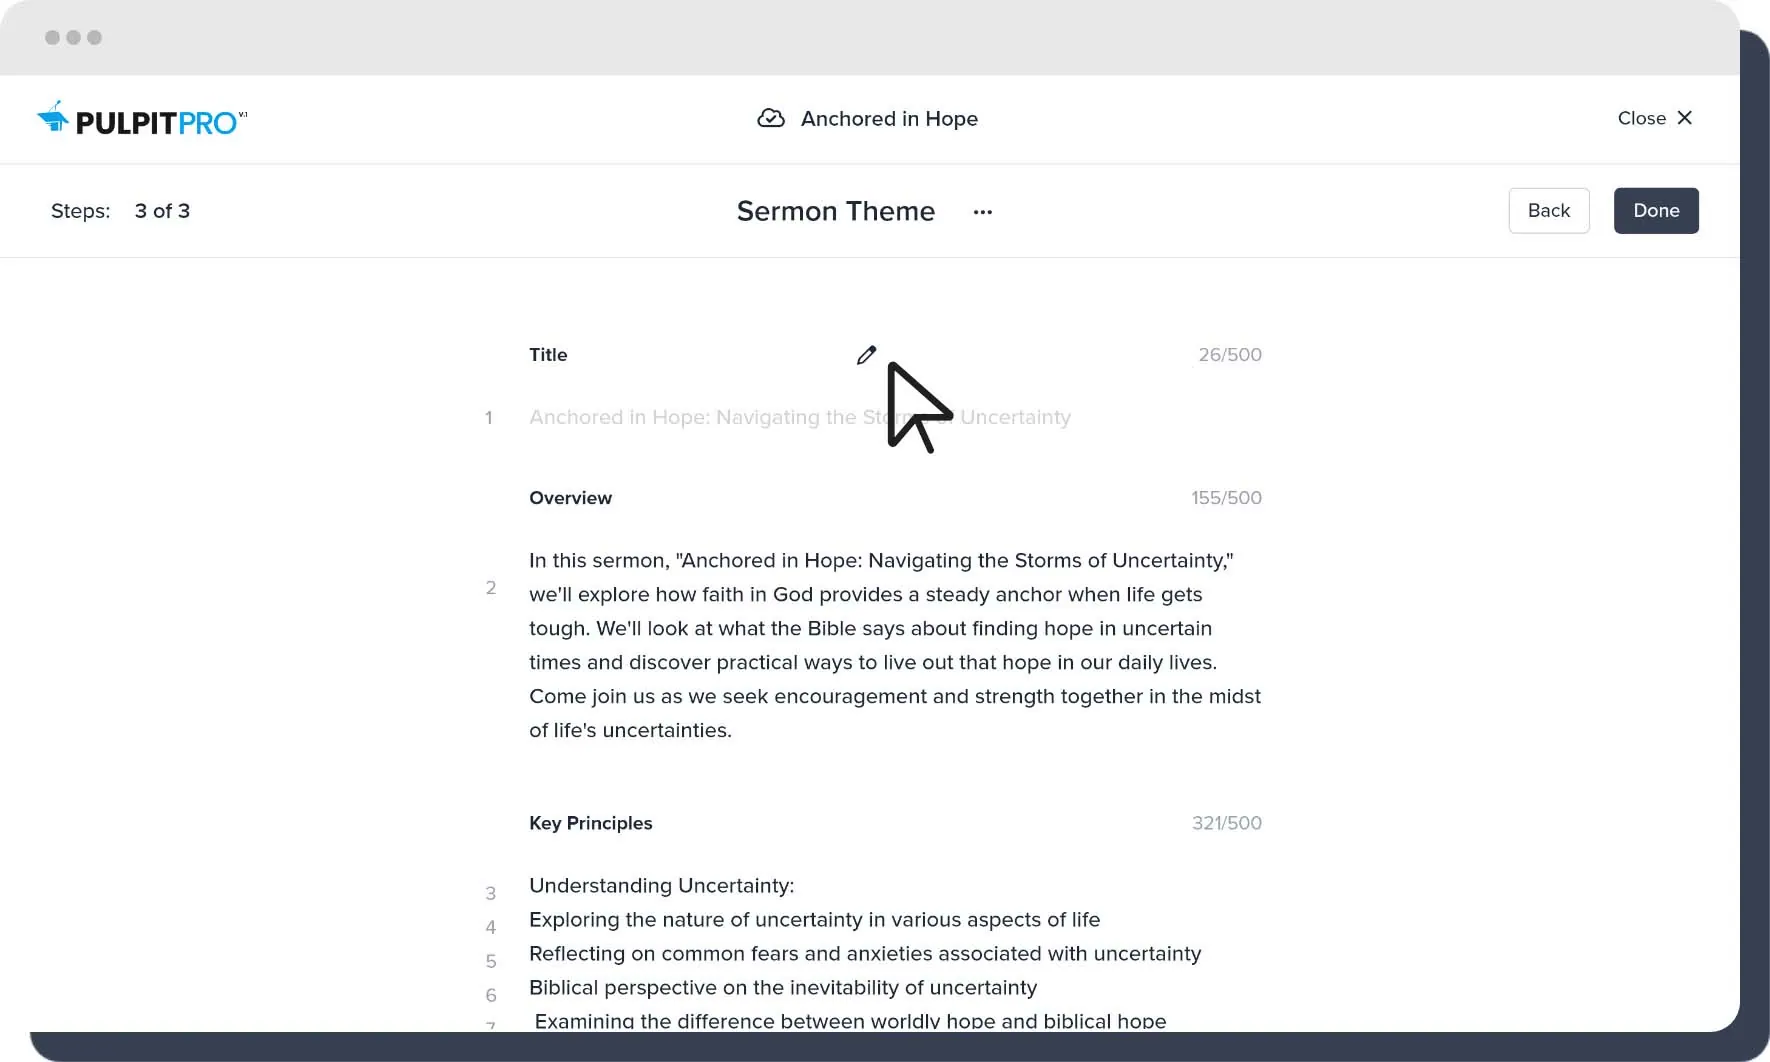 PULPITPRO V.1
Anchored in Hope
Close
Steps: 3 of 3
Sermon Theme
Back
Done
Title
26/500
1 Anchored in Hope: Navigating the Storms of Uncertainty
Overview
155/500
In this sermon, "Anchored in Hope: Navigating the Storms of Uncertainty,"
2 we'll explore how faith in God provides a steady anchor when life gets
tough. We'll look at what the Bible says about finding hope in uncertain
times and discover practical ways to live out that hope in our daily lives.
Come join us as we seek encouragement and strength together in the midst
of life's uncertainties.
Key Principles
321/500
3 Understanding Uncertainty:
4 Exploring the nature of uncertainty in various aspects of life
5 Reflecting on common fears and anxieties associated with uncertainty
6 Biblical perspective on the inevitability of uncertainty
7 Examining the difference between worldly hope and biblical hope